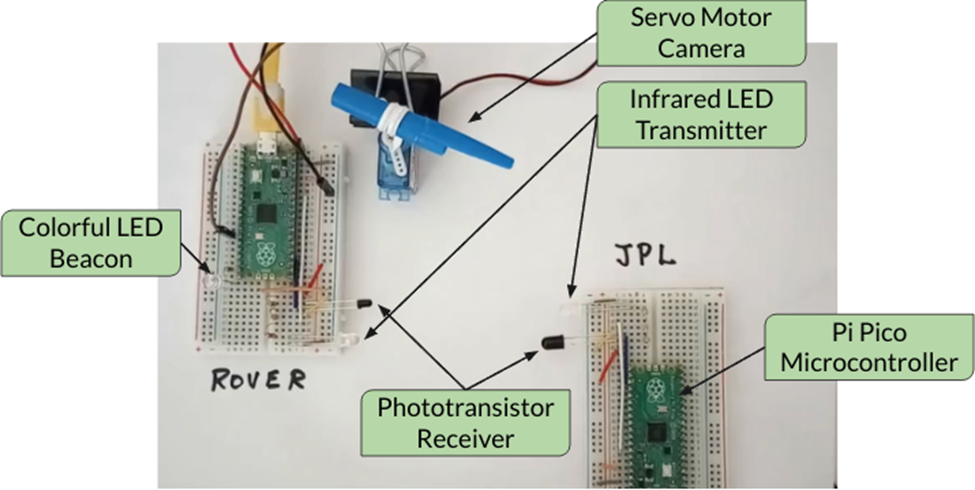 Servo Motor
Camera
Infrared LED
Transmitter
Colorful LED
Beacon
JPL
Pi Pico
Microcontroller
ROVER
Phototransistor
Receiver